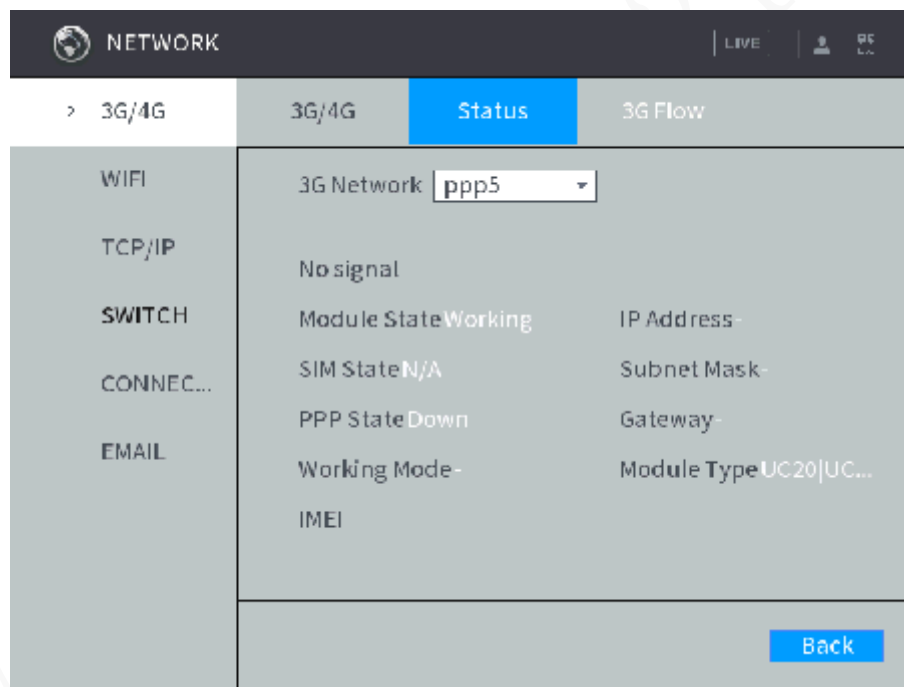 NETWORK
LIVE
> 3G/4G
3G/4G
Status
3G Flow
WIFI
TCP/IP
SWITCH
CONNEC...
EMAIL
3G Network ppp5
No signal
Module State Working
IP Address-
SIM State N/A
Subnet Mask-
PPP State Down
Gateway-
Working Mode-
Module Type UC20|UC...
IMEI
Back